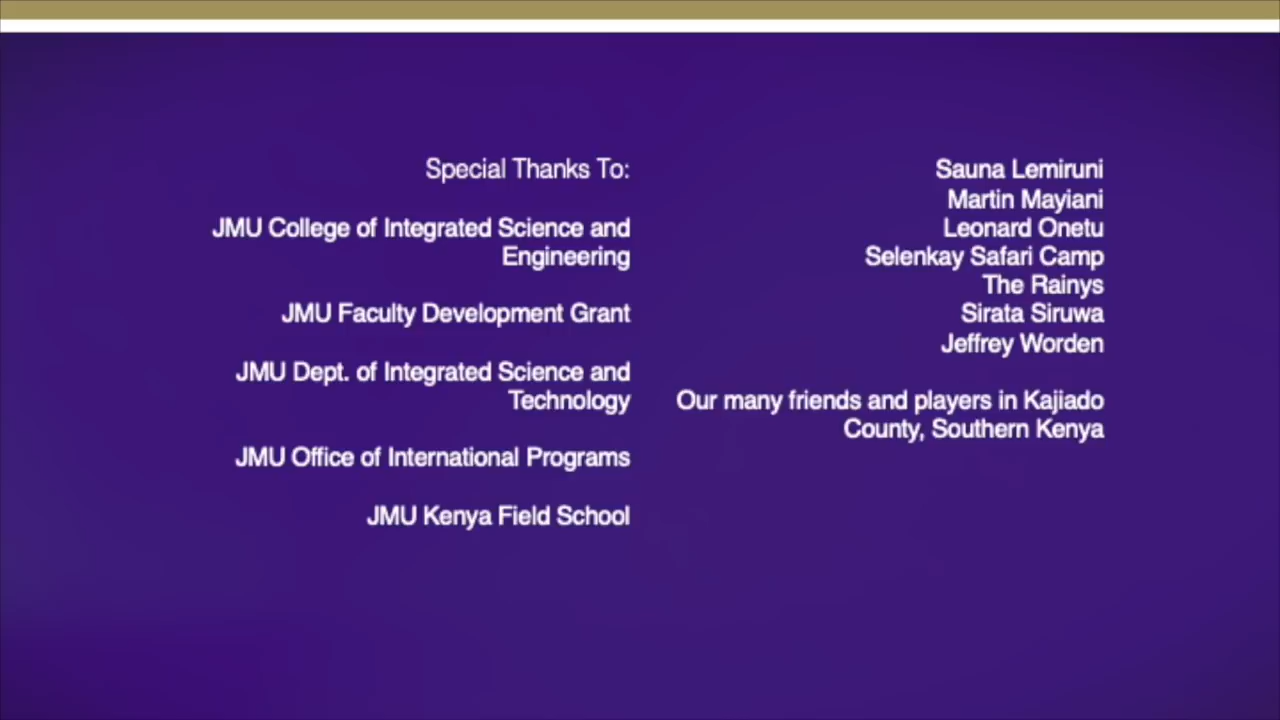 Special Thanks To:
JMU College of Integrated Science and
Engineering
JMU Faculty Development Grant
JMU Dept. of Integrated Science and
Technology
JMU Office of International Programs
JMU Kenya Field School
Sauna Lemiruni
Martin Mayiani
Leonard Onetu
Selenkay Safari Camp
The Rainys
Sirata Siruwa
Jeffrey Worden
Our many friends and players in Kajiado
County, Southern Kenya